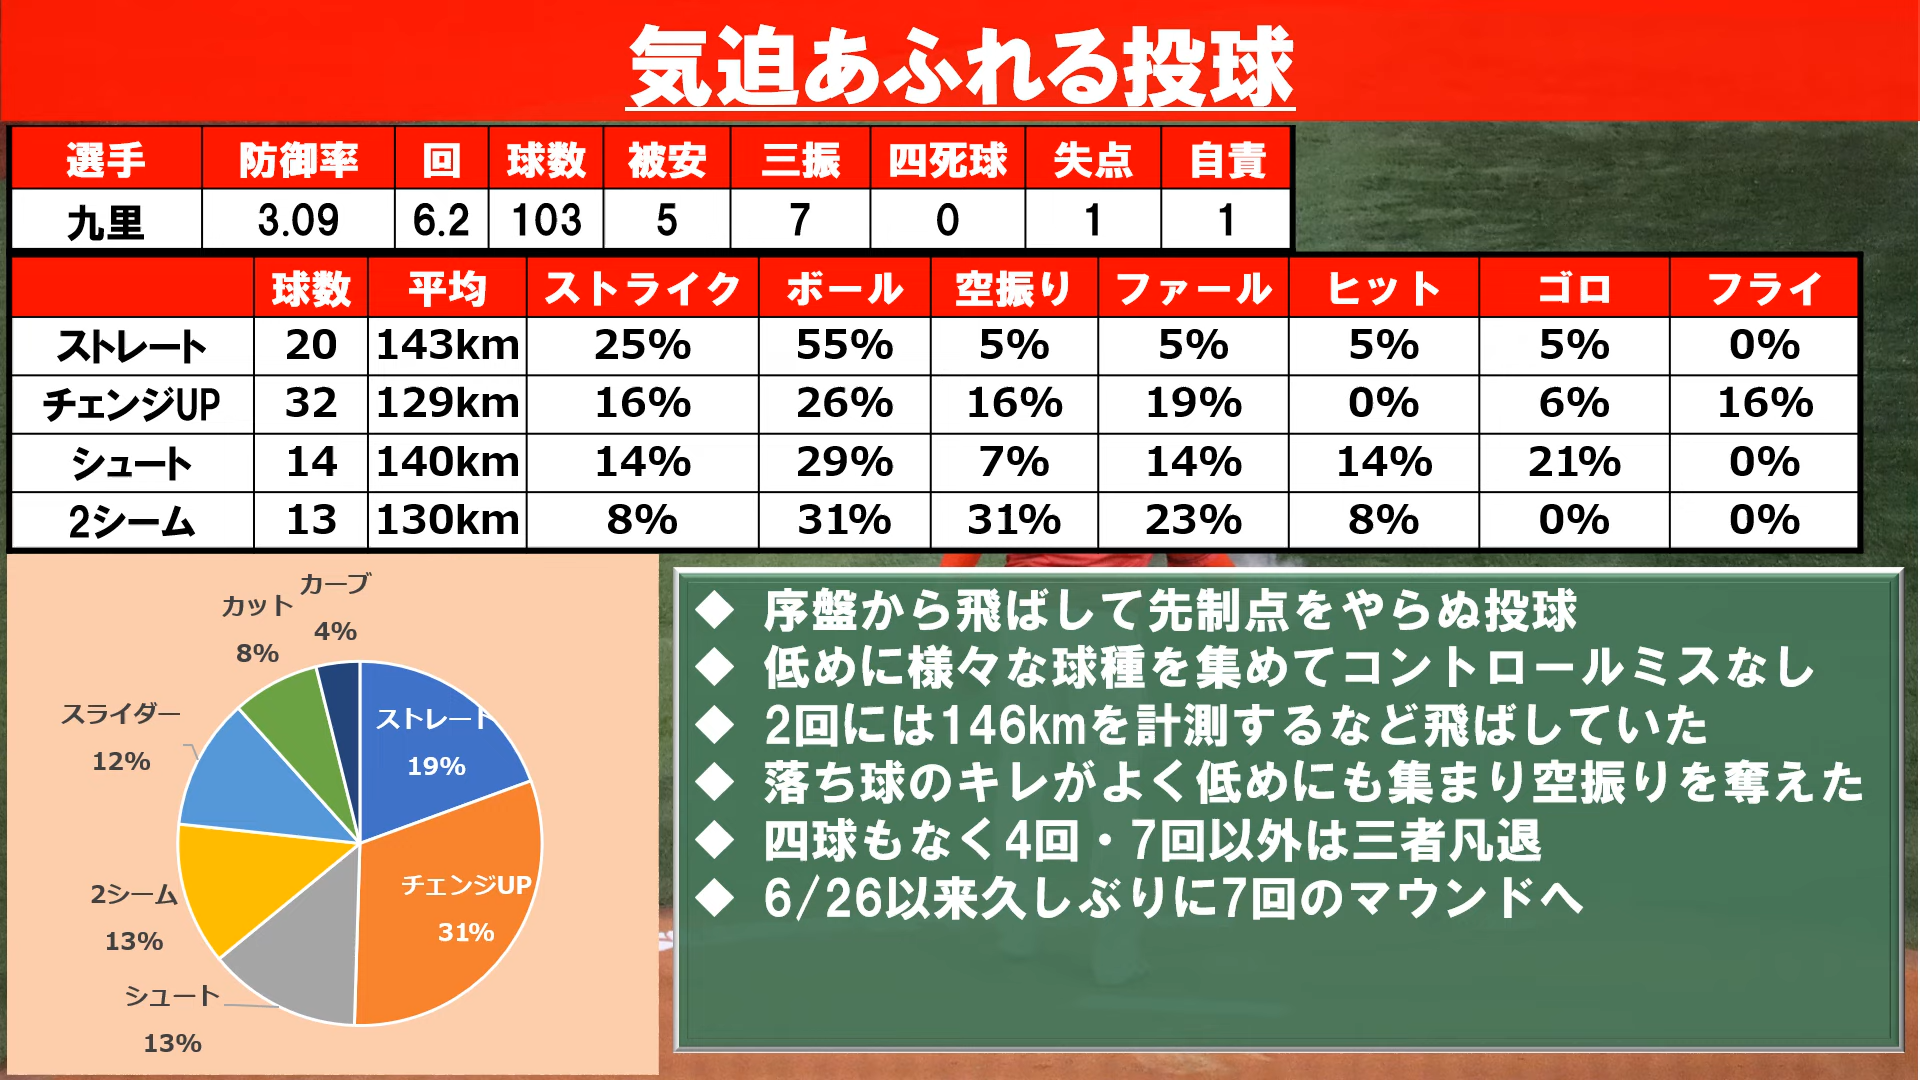 気迫あふれる投球
選手 防御率 回 球数 被安 三振 四死球 失点 自責
九里 3.09 6.2 103 5 7 0 1 1
球数 平均 ストライク ボール 空振り ファール ヒット ゴロ フライ
ストレート 20 143km 25% 55% 5% 5% 5% 5% 0%
チェンジUP 32 129km 16% 26% 16% 19% 0% 6% 16%
シュート 14 140km 14% 29% 7% 14% 14% 21% 0%
2シーム 13 130km 8% 31% 31% 23% 8% 0% 0%
カーブ
4%
カット
8%
スライダー
12%
2シーム
13%
シュート
13%
ストレート
19%
チェンジUP
31%
◆ 序盤から飛ばして先制点をやらぬ投球
◆ 低めに様々な球種を集めてコントロールミスなし
◆ 2回には146kmを計測するなど飛ばしていた
◆ 落ち球のキレがよく低めにも集まり空振りを奪えた
◆ 四球もなく4回・7回以外は三者凡退
◆ 6/26以来久しぶりに7回のマウンドへ